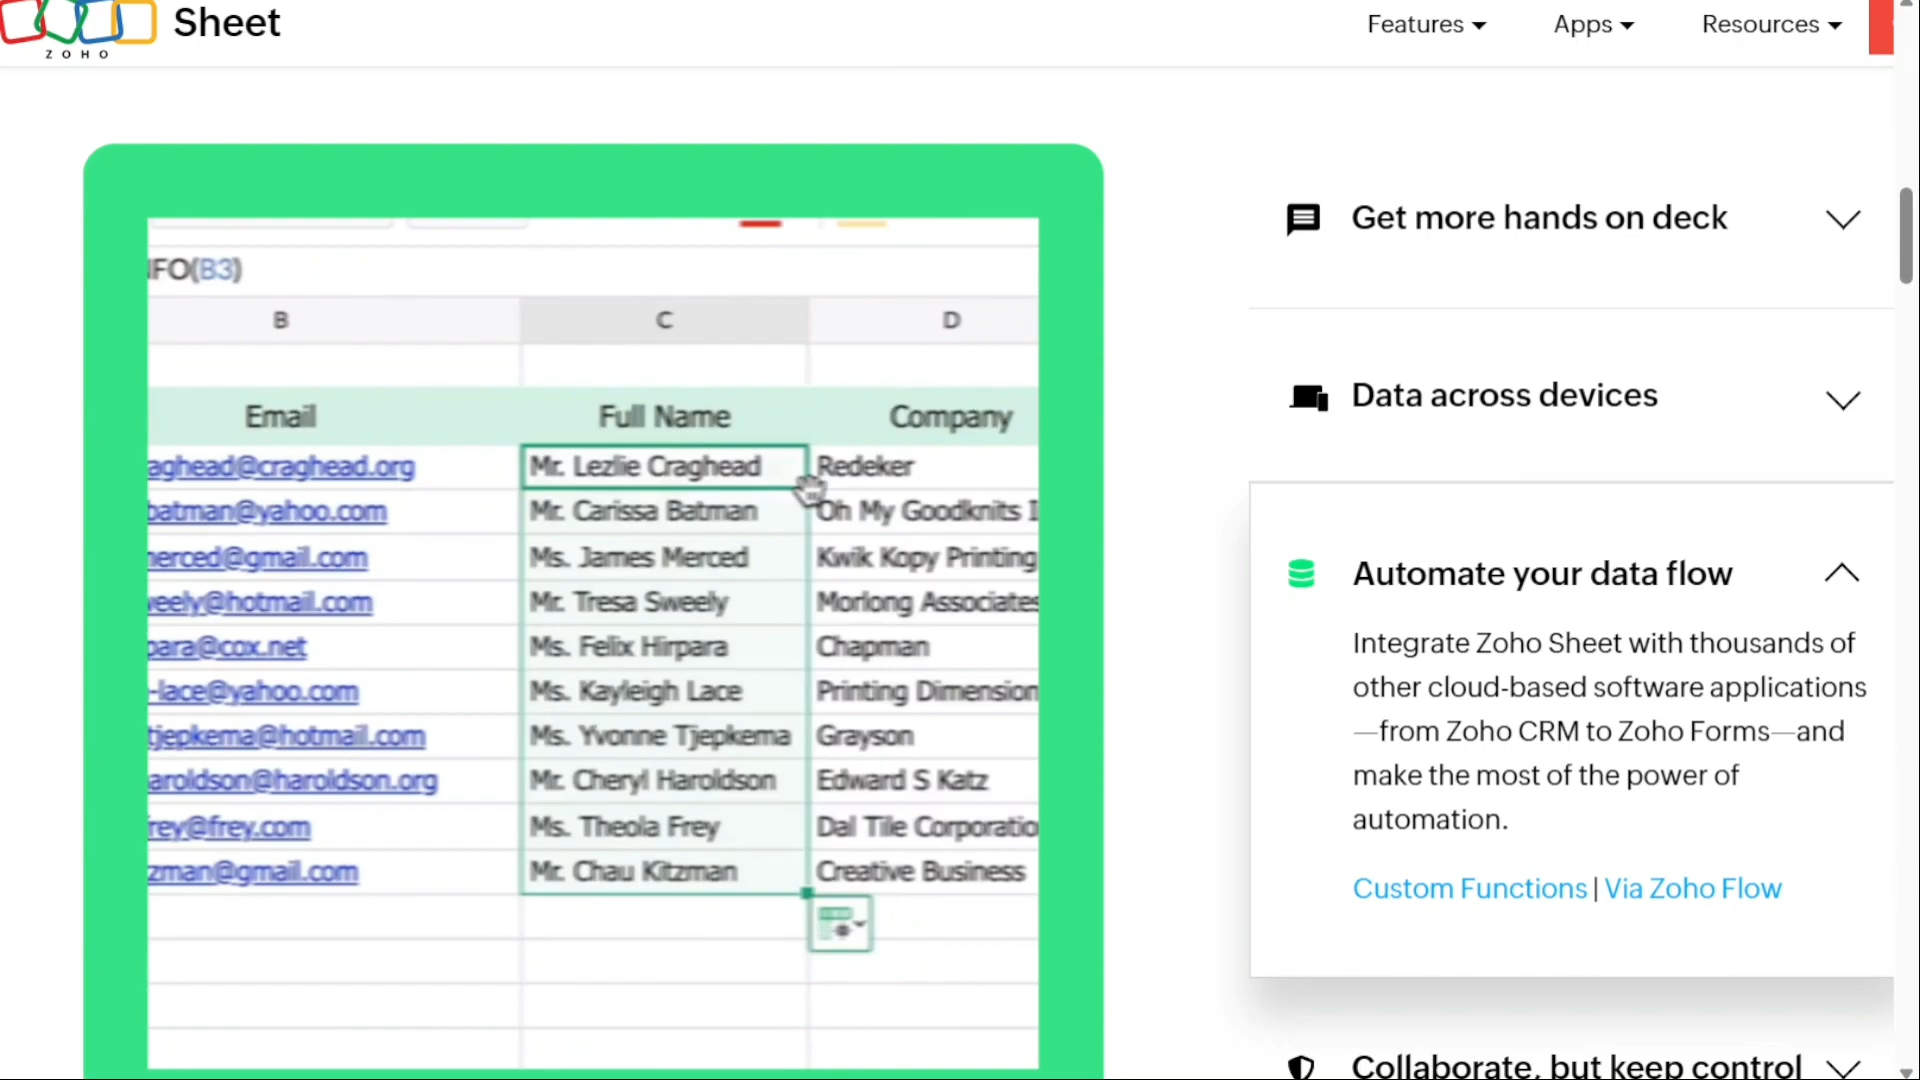 ZOHO
Sheet
Features
Apps
Resources
FO(B3)
B C D
Email Full Name Company
aghead@craghead.org Mr. Lezlie Craghead Redeker
batman@yahoo.com Mr. Carissa Batman Oh My Goodknits I
merced@gmail.com Ms. James Merced Kwik Kopy Printing
weely@hotmail.com Mr. Tresa Sweely Morlong Associates
para@cox.net Ms. Felix Hirpara Chapman
-lace@yahoo.com Ms. Kayleigh Lace Printing Dimension
tjepkema@hotmail.com Ms. Yvonne Tjepkema Grayson
aroldson@haroldson.org Mr. Cheryl Haroldson Edward S Katz
rey@frey.com Ms. Theola Frey Dal Tile Corporatio
zman@gmail.com Mr. Chau Kitzman Creative Business
Get more hands on deck
Data across devices
Automate your data flow
Integrate Zoho Sheet with thousands of
other cloud-based software applications
—from Zoho CRM to Zoho Forms—and
make the most of the power of
automation.
Custom Functions | Via Zoho Flow
Collaborate, but keep control